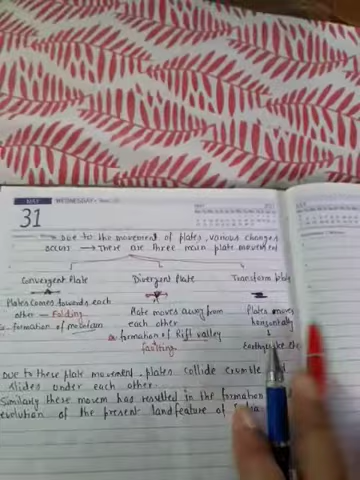 JULY WEDNESDAY
31
→ Due to the movement of plates, various changes
occurs → There are three main plate movement
Convergent Plate Divergent Plate Transform plate
Plates comes towards each
other — Folding
formation of
Plate moves away from
each other
formation of Rift valley
faulting
Plates moves
horizontally
Due to these plate movement, plates collide crumble
slides under each other.
Similarly these movem has resulted in the formation
evolution of the present landfeature of